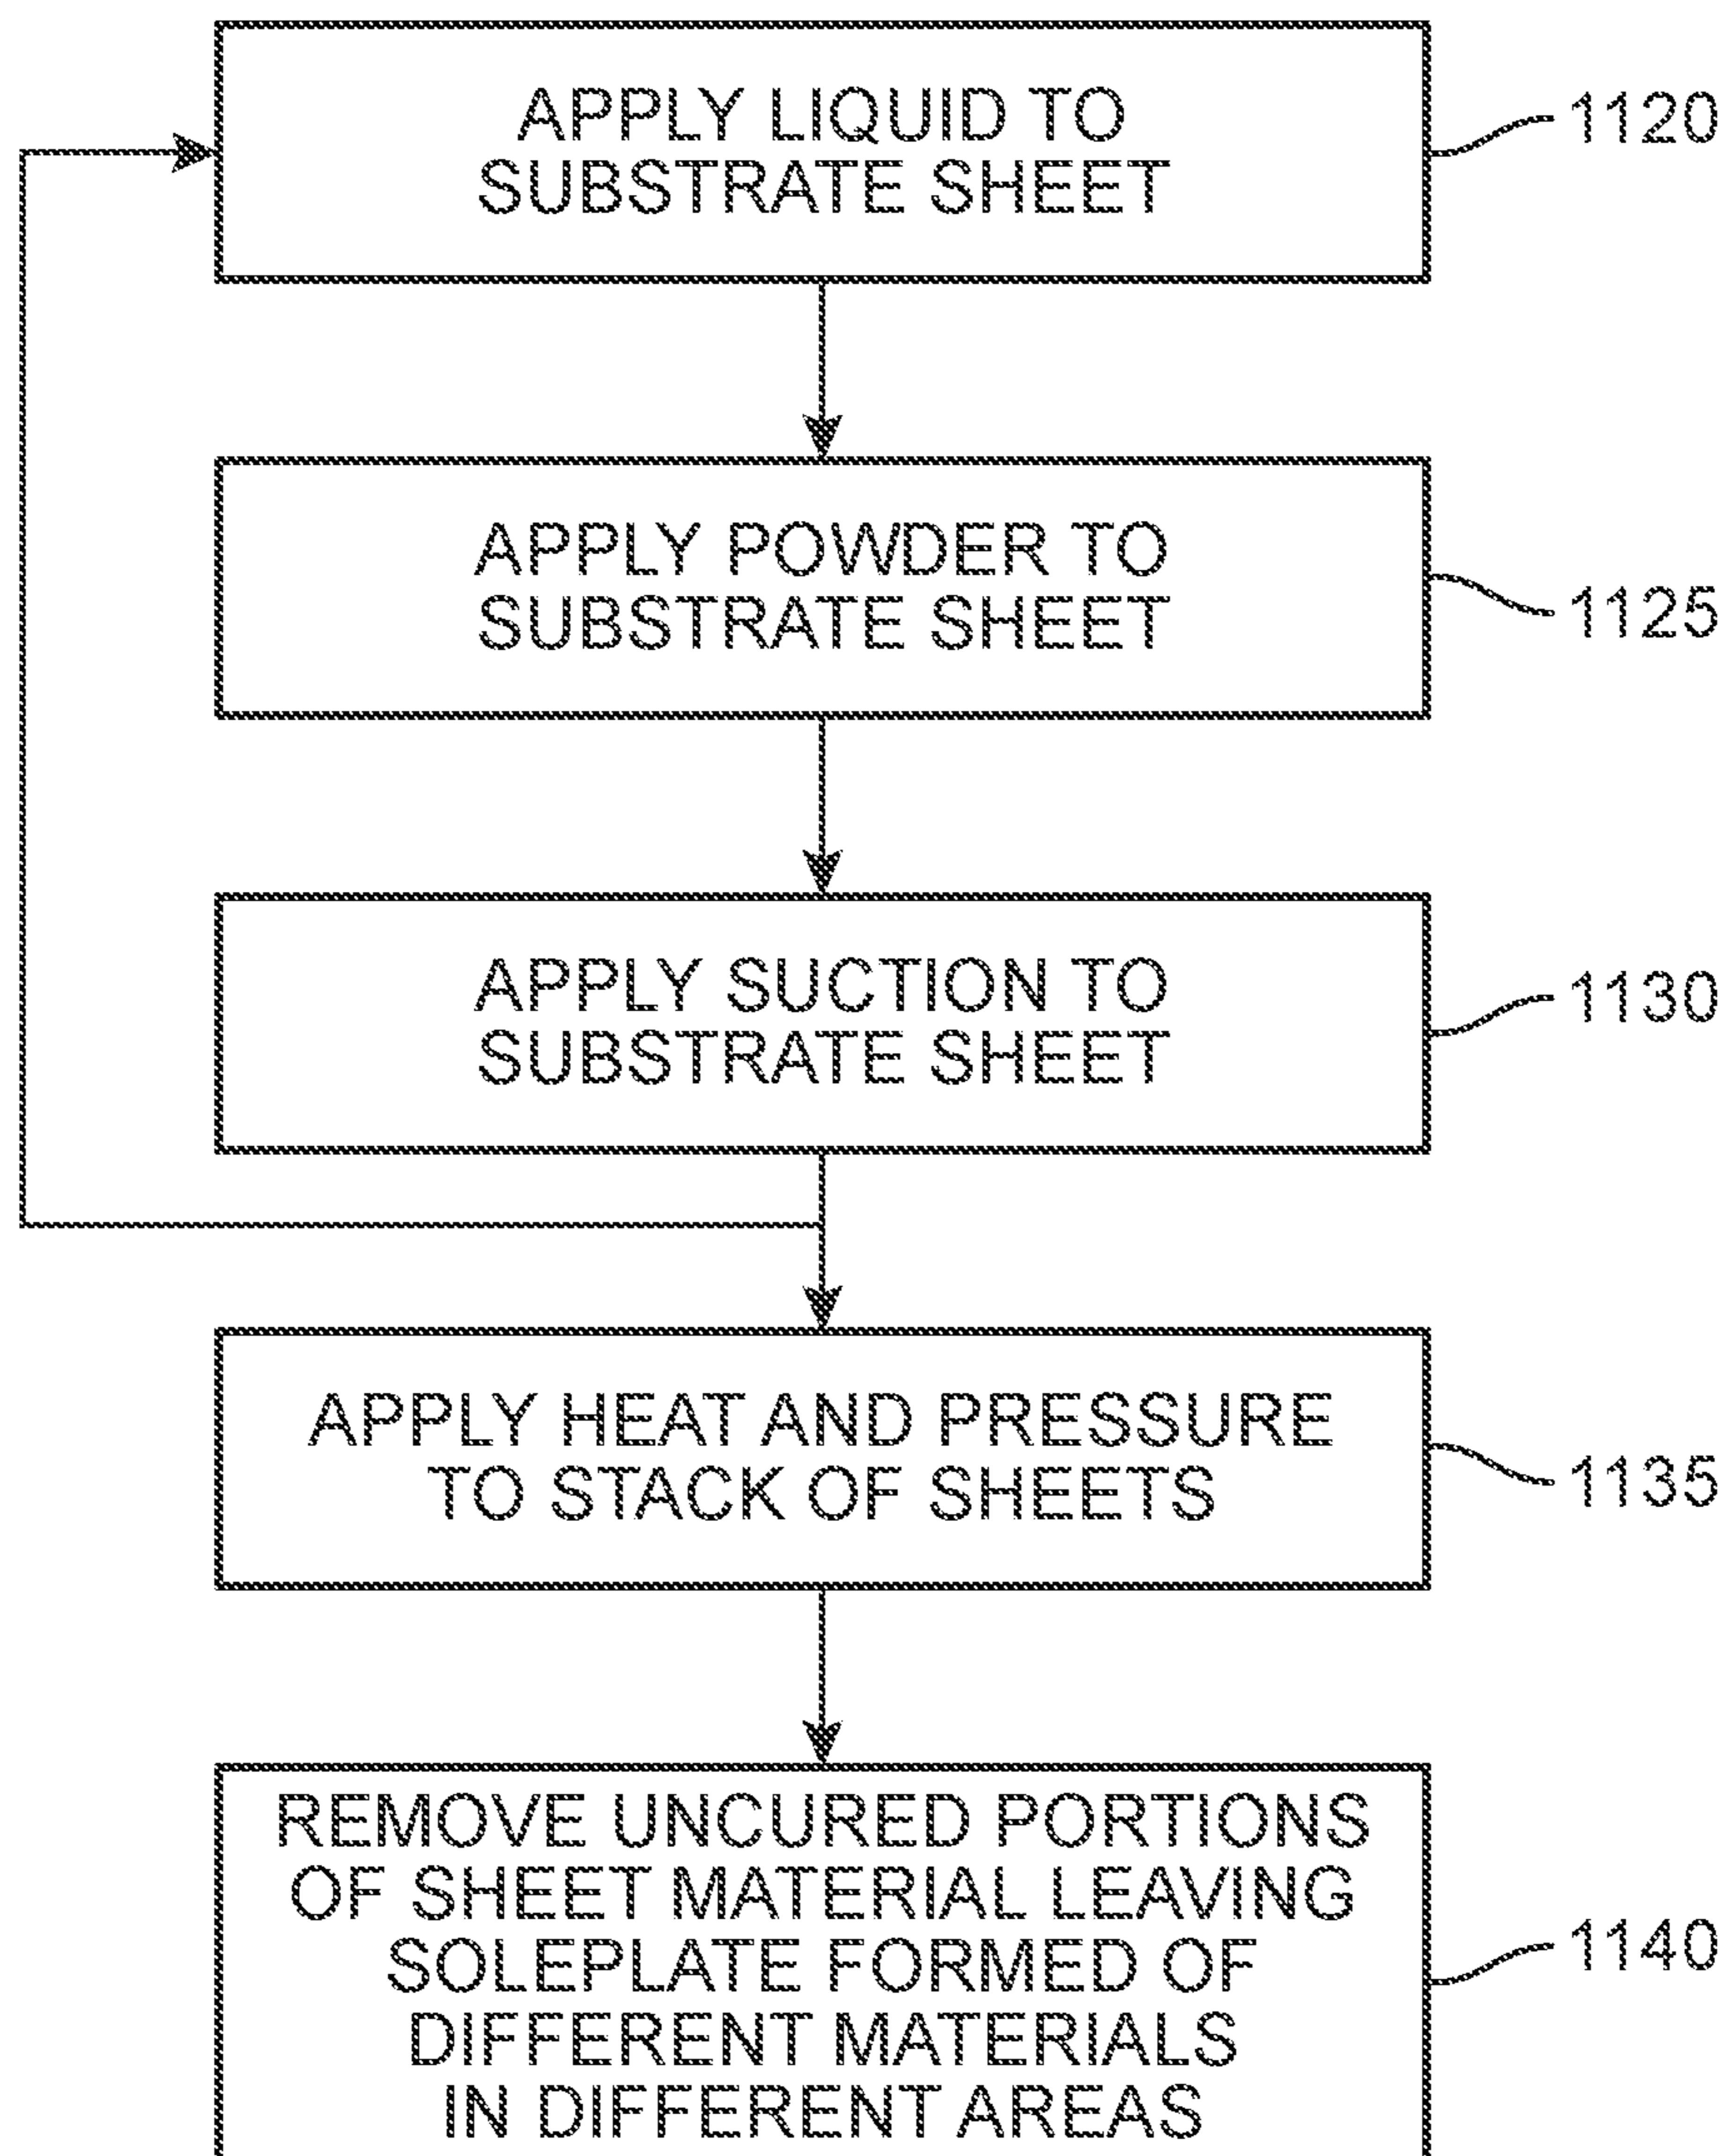 APPLY LIQUID TO
SUBSTRATE SHEET
1120
APPLY POWDER TO
SUBSTRATE SHEET
1125
APPLY SUCTION TO
SUBSTRATE SHEET
1130
APPLY HEAT AND PRESSURE
TO STACK OF SHEETS
1135
REMOVE UNCURED PORTIONS
OF SHEET MATERIAL LEAVING
SOLEPLATE FORMED OF
DIFFERENT MATERIALS
IN DIFFERENT AREAS
1140